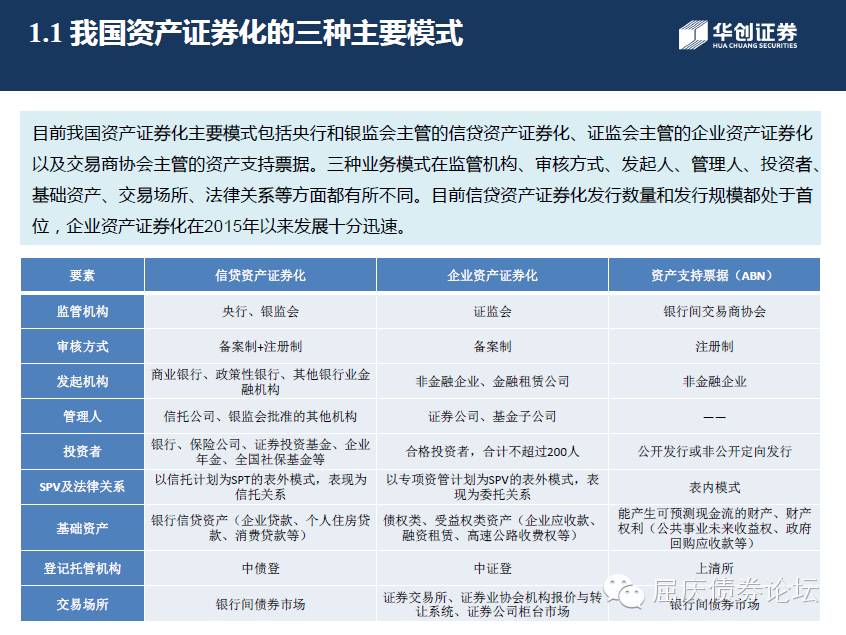 1.1 我国资产证券化的三种主要模式
华创证券
HUA CHUANG SECURITIES
目前我国资产证券化主要模式包括央行和银监会主管的信贷资产证券化、证监会主管的企业资产证券化
以及交易商协会主管的资产支持票据。三种业务模式在监管机构、审核方式、发起人、管理人、投资者、
基础资产、交易场所、法律关系等方面都有所不同。目前信贷资产证券化发行数量和发行规模都处于首
位，企业资产证券化在2015年以来发展十分迅速。
要素 信贷资产证券化 企业资产证券化 资产支持票据（ABN）
监管机构 央行、银监会 证监会 银行间交易商协会
审核方式 备案制+注册制 备案制 注册制
发起机构
商业银行、政策性银行、其他银行业金
融机构
非金融企业、金融租赁公司
非金融企业
管理人 信托公司、银监会批准的其他机构 证券公司、基金子公司 ——
投资者
银行、保险公司、证券投资基金、企业
年金、全国社保基金等
合格投资者，合计不超过200人
公开发行或非公开定向发行
SPV及法律关系
以信托计划为SPT的表外模式，表现为
信托关系
以专项资管计划为SPV的表外模式，表
现为委托关系
表内模式
基础资产
银行信贷资产（企业贷款、个人住房贷
款、消费贷款等）
债权类、受益权类资产（企业应收款、
融资租赁、高速公路收费权等）
能产生可预测现金流的财产、财产
权利（公共事业未来收益权、政府
回购应收款等）
登记托管机构 中债登 中证登 上清所
交易场所
银行间债券市场
证券交易所、证券业协会机构报价与转
让系统、证券公司柜台市场
银行间债券市场
屈庆债券论坛